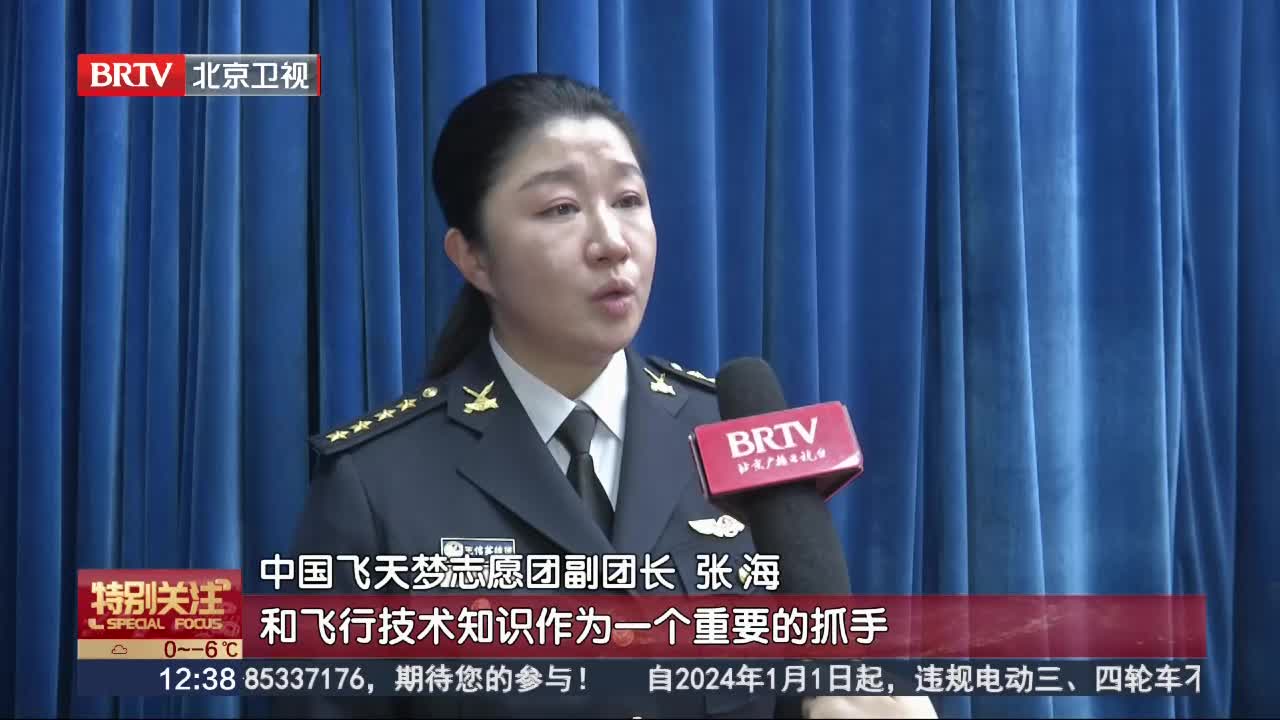 BRTV 北京卫视
BRTV
北京广播电视台
中国飞天梦志愿团副团长 张 海
特别关注
SPECIAL FOCUS
和飞行技术知识作为一个重要的抓手
0~-6℃
12:38 85337176，期待您的参与！ 自2024年1月1日起，违规电动三、四轮车不